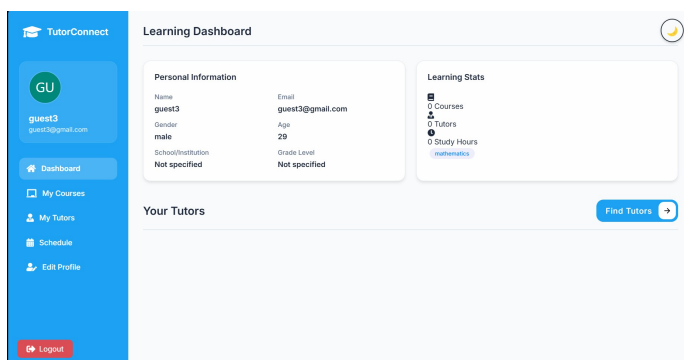 TutorConnect
GU
guest3
guest3@gmail.com
Dashboard
My Courses
My Tutors
Schedule
Edit Profile
Logout
Learning Dashboard
Personal Information
Name
guest3
Email
guest3@gmail.com
Gender
male
Age
29
School/Institution
Not specified
Grade Level
Not specified
Learning Stats
0 Courses
0 Tutors
0 Study Hours
mathematics
Your Tutors
Find Tutors